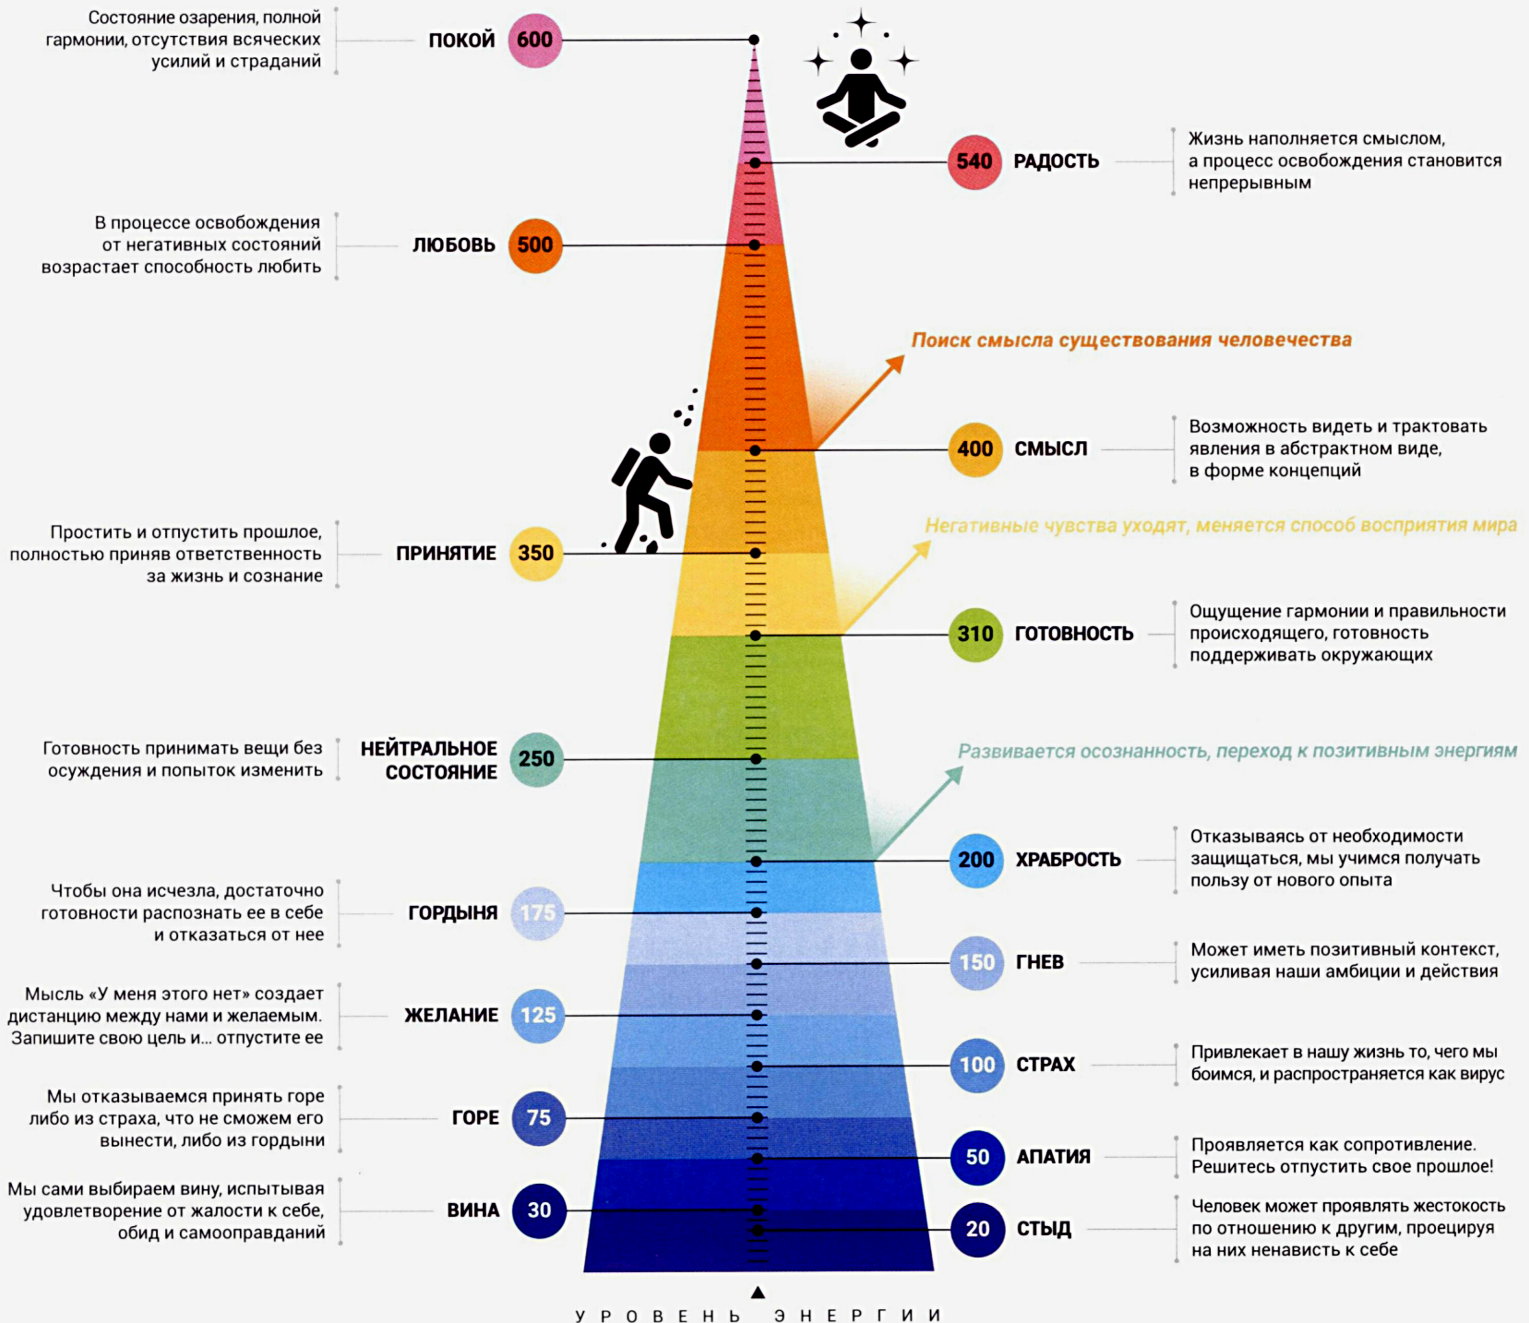 Состояние озарения, полной
гармонии, отсутствия всяческих
усилий и страданий
ПОКОЙ
600
540
РАДОСТЬ
Жизнь наполняется смыслом,
а процесс освобождения становится
непрерывным
В процессе освобождения
от негативных состояний
возрастает способность любить
ЛЮБОВЬ
500
Поиск смысла существования человечества
400
СМЫСЛ
Возможность видеть и трактовать
явления в абстрактном виде,
в форме концепций
Простить и отпустить прошлое,
полностью приняв ответственность
за жизнь и сознание
ПРИНЯТИЕ
350
Негативные чувства уходят, меняется способ восприятия мира
310
ГОТОВНОСТЬ
Ощущение гармонии и правильности
происходящего, готовность
поддерживать окружающих
Готовность принимать вещи без
осуждения и попыток изменить
НЕЙТРАЛЬНОЕ
СОСТОЯНИЕ
250
Развивается осознанность, переход к позитивным энергиям
200
ХРАБРОСТЬ
Отказываясь от необходимости
защищаться, мы учимся получать
пользу от нового опыта
Чтобы она исчезла, достаточно
готовности распознать ее в себе
и отказаться от нее
ГОРДЫНЯ
175
150
ГНЕВ
Может иметь позитивный контекст,
усиливая наши амбиции и действия
Мысль «У меня этого нет» создает
дистанцию между нами и желаемым.
Запишите свою цель и... отпустите ее
ЖЕЛАНИЕ
125
100
СТРАХ
Привлекает в нашу жизнь то, чего мы
боимся, и распространяется как вирус
Мы отказываемся принять горе
либо из страха, что не сможем его
вынести, либо из гордыни
ГОРЕ
75
50
АПАТИЯ
Проявляется как сопротивление.
Решитесь отпустить свое прошлое!
Мы сами выбираем вину, испытывая
удовлетворение от жалости к себе,
обид и самооправданий
ВИНА
30
20
СТЫД
Человек может проявлять жестокость
по отношению к другим, проецируя
на них ненависть к себе
УРОВЕНЬ ЭНЕРГИИ